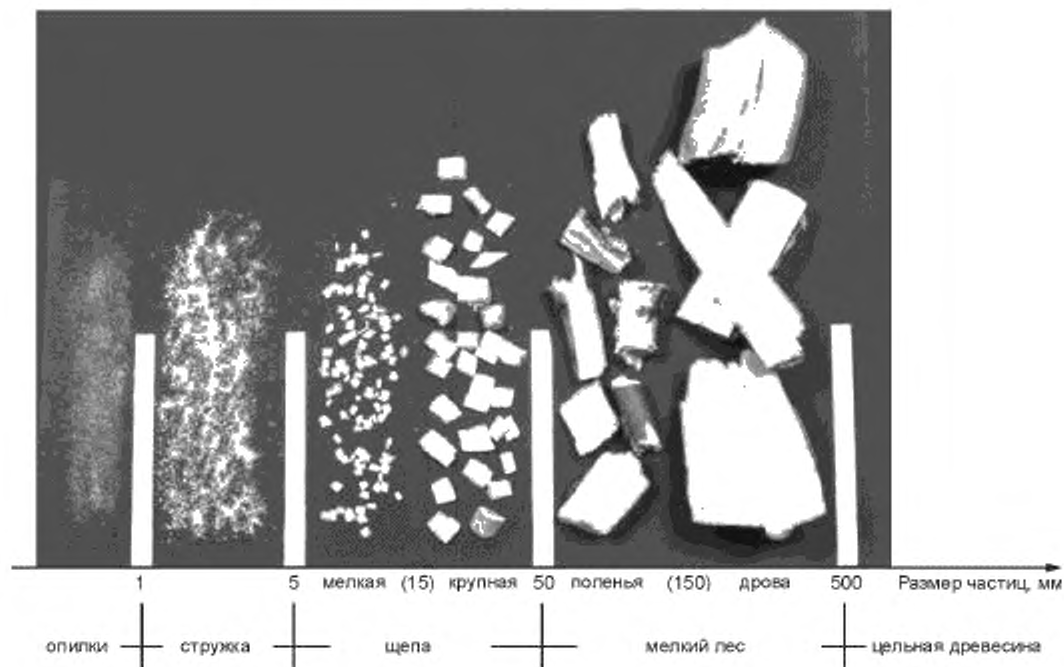 1 5 мелкая (15) крупная 50 поленья (150) дрова 500 Размер частиц, мм
опилки стружка щепа мелкий лес цельная древесина